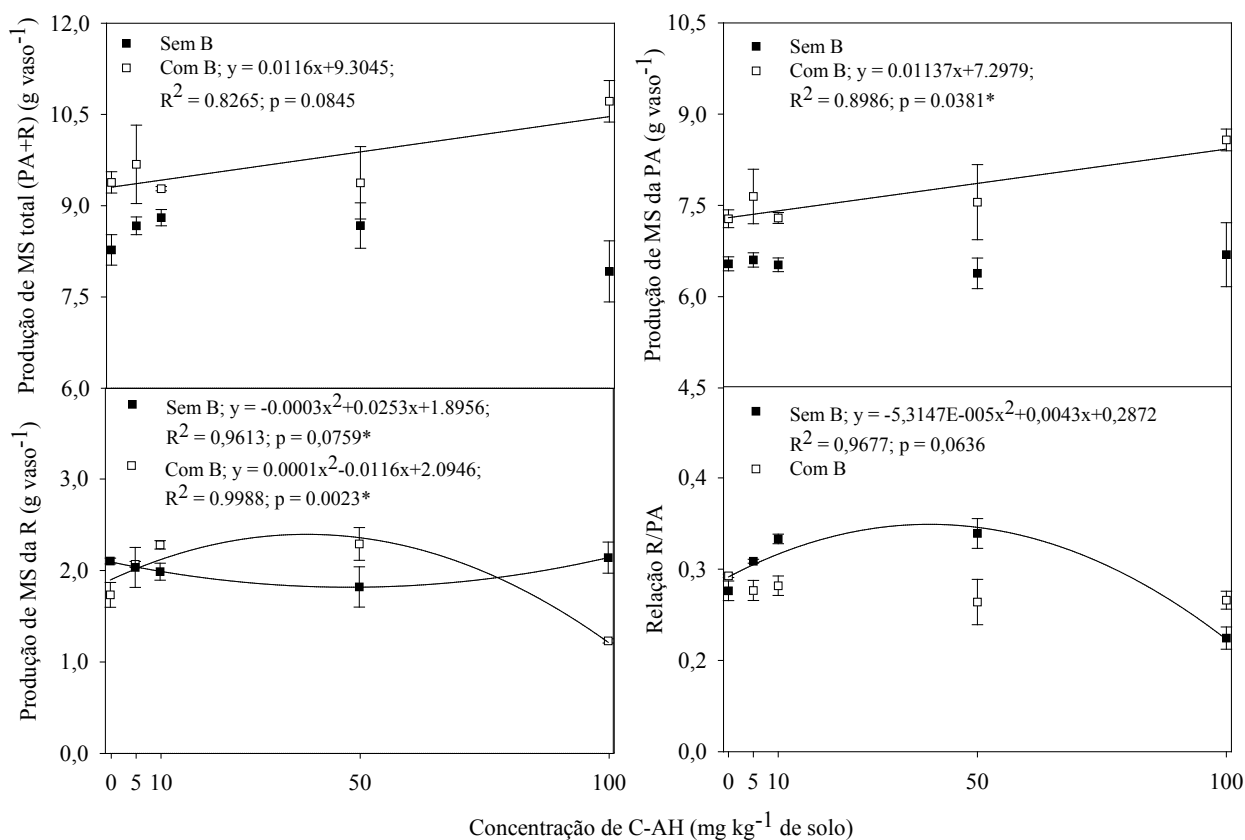 12,0
10,5
9,0
7,5
6,0
Produção de MS total (PA+R) (g vaso-1)
Sem B
Com B; y = 0.0116x+9.3045;
R2 = 0.8265; p = 0.0845
10,5
9,0
7,5
6,0
4,5
Produção de MS da PA (g vaso-1)
Sem B
Com B; y = 0.01137x+7.2979;
R2 = 0.8986; p = 0.0381*
3,0
2,0
1,0
0,0
Produção de MS da R (g vaso-1)
Sem B; y = -0.0003x2+0.0253x+1.8956;
R2 = 0,9613; p = 0,0759*
Com B; y = 0.0001x2-0.0116x+2.0946;
R2 = 0.9988; p = 0.0023*
0 5 10 50 100
0,4
0,3
0,2
0,0
Relação R/PA
Sem B; y = -5,3147E-005x2+0,0043x+0,2872
R2 = 0,9677; p = 0,0636
Com B
0 5 10 50 100
Concentração de C-AH (mg kg-1 de solo)